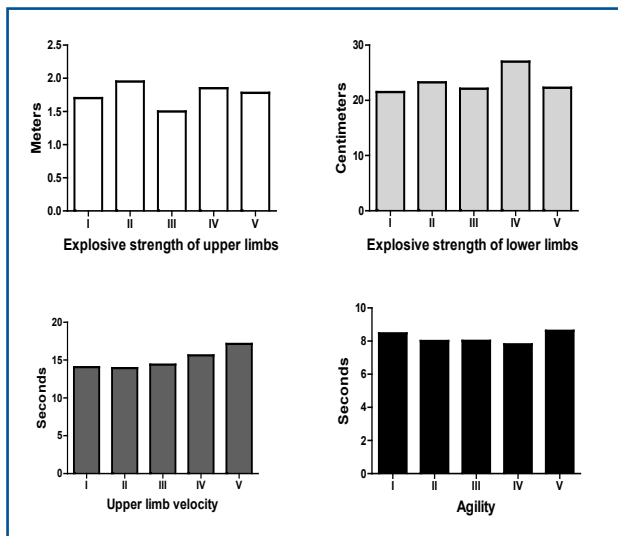 Meters
2.5
2.0
1.5
1.0
0.5
0.0
I II III IV V
Explosive strength of upper limbs
Centimeters
30
20
10
0
I II III IV V
Explosive strength of lower limbs
Seconds
20
15
10
5
0
I II III IV V
Upper limb velocity
Seconds
10
8
6
4
2
0
I II III IV V
Agility